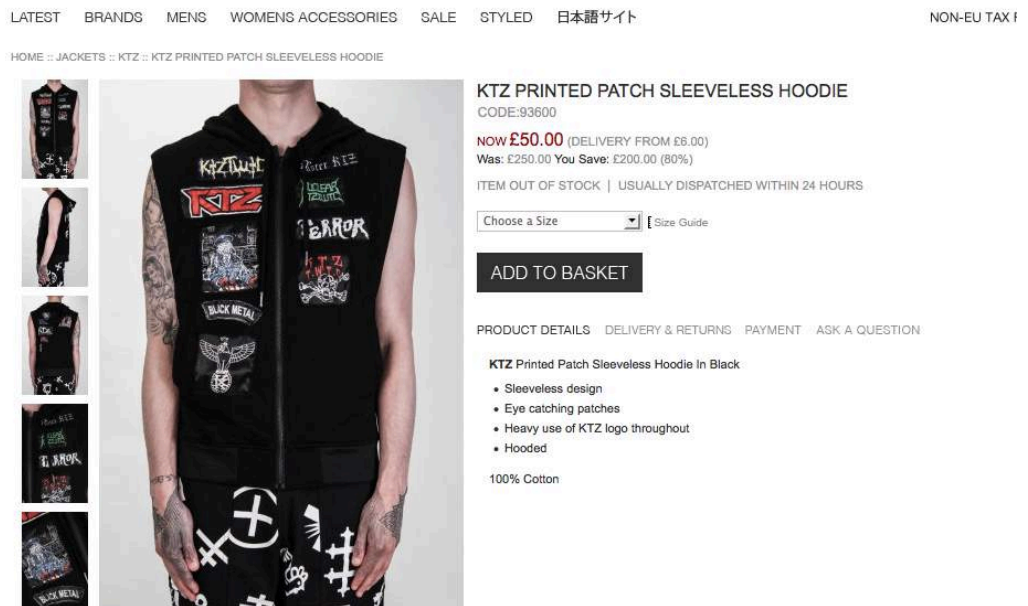 LATEST BRANDS MENS WOMENS ACCESSORIES SALE STYLED 日本語サイト NON-EU TAX
HOME :: JACKETS :: KTZ :: KTZ PRINTED PATCH SLEEVELESS HOODIE
KTZ PRINTED PATCH SLEEVELESS HOODIE
CODE:93600
NOW £50.00 (DELIVERY FROM £6.00)
Was: £250.00 You Save: £200.00 (80%)
ITEM OUT OF STOCK | USUALLY DISPATCHED WITHIN 24 HOURS
Choose a Size Size Guide
ADD TO BASKET
PRODUCT DETAILS DELIVERY & RETURNS PAYMENT ASK A QUESTION
KTZ Printed Patch Sleeveless Hoodie In Black
• Sleeveless design
• Eye catching patches
• Heavy use of KTZ logo throughout
• Hooded
100% Cotton
KTZ
TERROR
KTZ
BLACK METAL